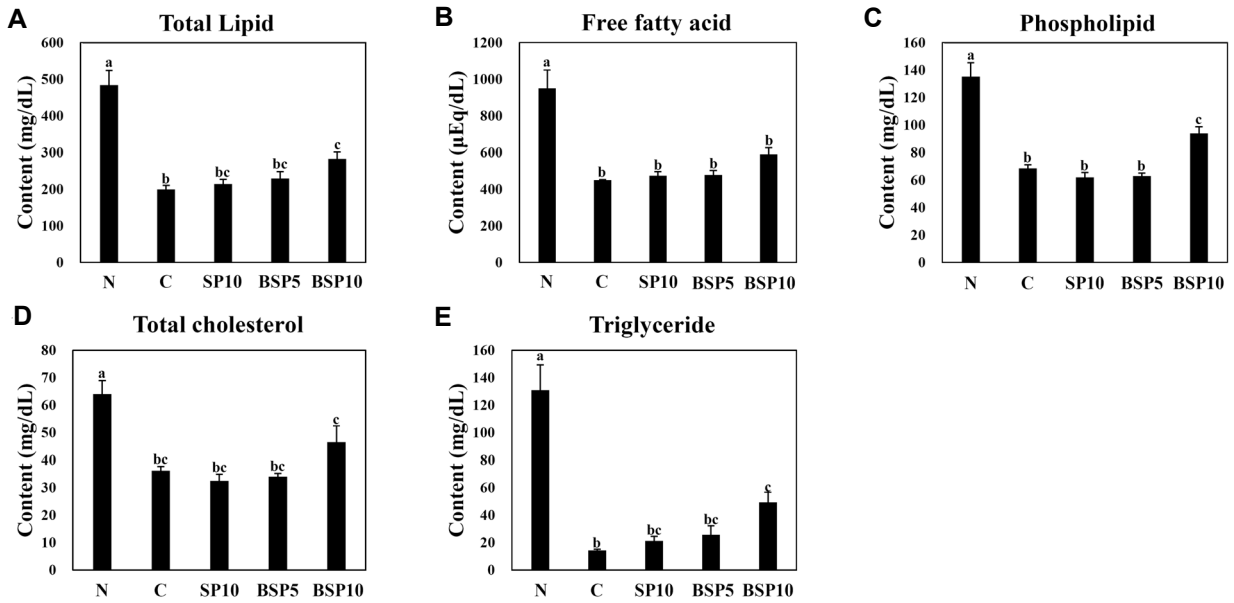 A
Total Lipid
Content (mg/dL)
600
500
400
300
200
100
0
a
b
bc
bc
c
N C SP10 BSP5 BSP10
B
Free fatty acid
Content (µEq/dL)
1200
1000
800
600
400
200
0
a
b
b
b
b
N C SP10 BSP5 BSP10
C
Phospholipid
Content (mg/dL)
160
140
120
100
80
60
40
20
0
a
b
b
b
c
N C SP10 BSP5 BSP10
D
Total cholesterol
Content (mg/dL)
80
70
60
50
40
30
20
10
0
a
bc
bc
bc
c
N C SP10 BSP5 BSP10
E
Triglyceride
Content (mg/dL)
160
140
120
100
80
60
40
20
0
a
b
bc
bc
c
N C SP10 BSP5 BSP10